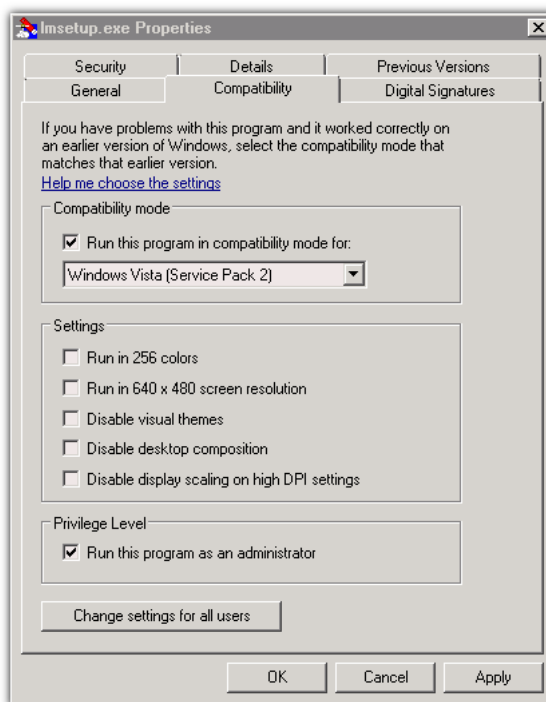 lmsetup.exe Properties
Security Details Previous Versions
General Compatibility Digital Signatures
If you have problems with this program and it worked correctly on
an earlier version of Windows, select the compatibility mode that
matches that earlier version.
Help me choose the settings
Compatibility mode
Run this program in compatibility mode for:
Windows Vista (Service Pack 2)
Settings
Run in 256 colors
Run in 640 x 480 screen resolution
Disable visual themes
Disable desktop composition
Disable display scaling on high DPI settings
Privilege Level
Run this program as an administrator
Change settings for all users
OK Cancel Apply